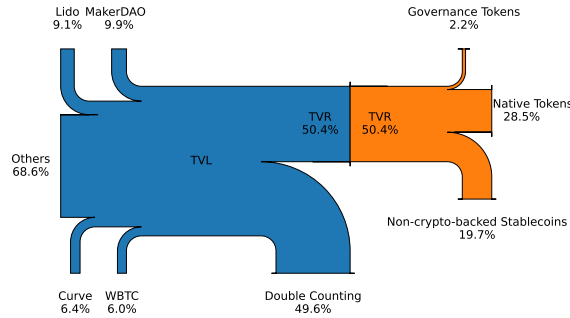 Lido
9.1%
MakerDAO
9.9%
Governance Tokens
2.2%
Native Tokens
28.5%
TVR
50.4%
TVR
50.4%
Others
68.6%
TVL
Non-crypto-backed Stablecoins
19.7%
Curve
6.4%
WBTC
6.0%
Double Counting
49.6%